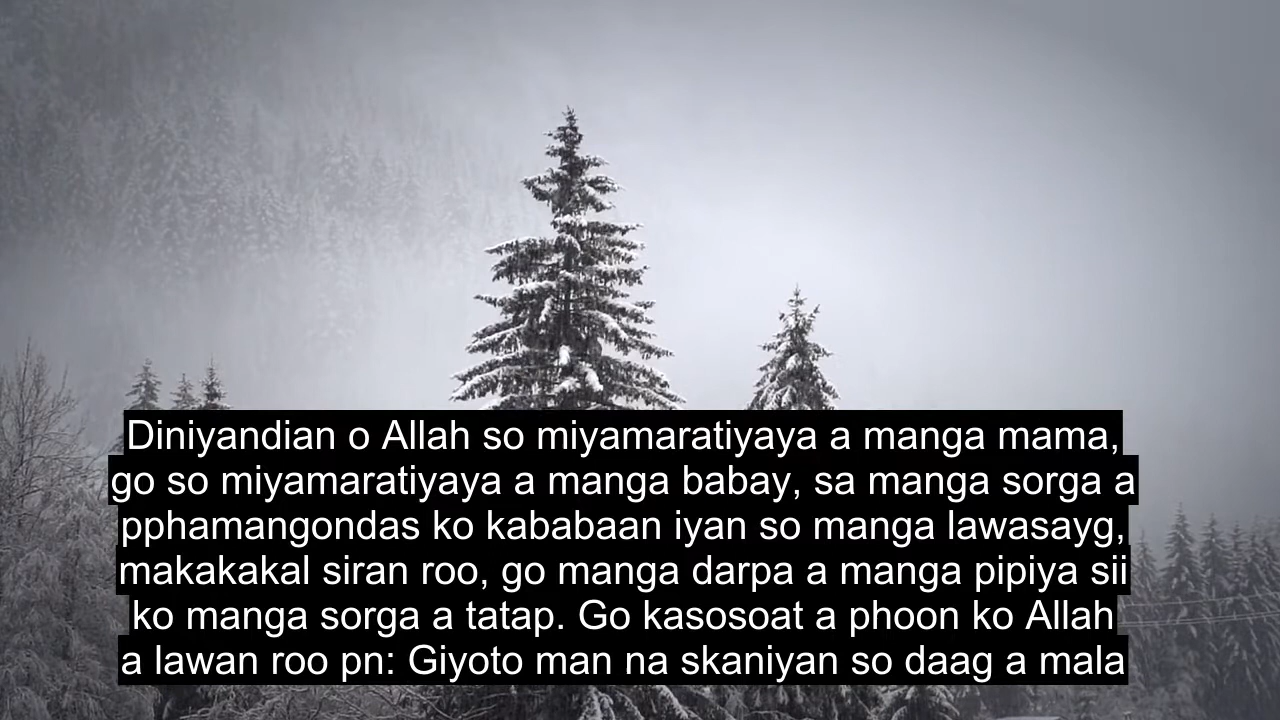 Diniyandian o Allah so miyamaratiyaya a manga mama,
go so miyamaratiyaya a manga babay, sa manga sorga a
pphamangondas ko kababaan iyan so manga lawasayg,
makakakal siran roo, go manga darpa a manga pipiya sii
ko manga sorga a tatap. Go kasosoat a phoon ko Allah
a lawan roo pn: Giyoto man na skaniyan so daag a mala